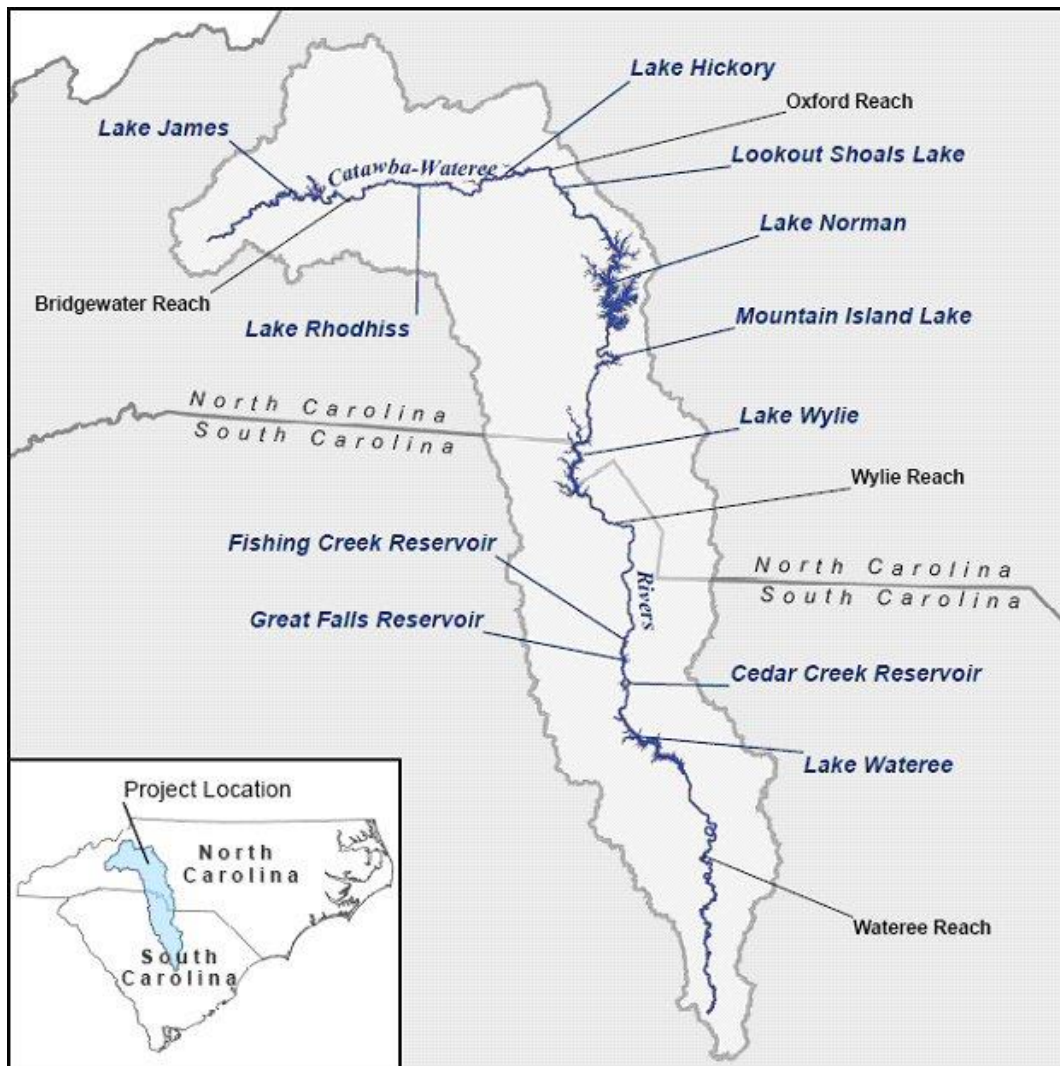 Lake Hickory
Oxford Reach
Lake James
Lookout Shoals Lake
Catawba-Wateree
Lake Norman
Bridgewater Reach
Mountain Island Lake
Lake Rhodhiss
North Carolina
South Carolina
Lake Wylie
Wylie Reach
Fishing Creek Reservoir
North Carolina
South Carolina
Rivers
Great Falls Reservoir
Cedar Creek Reservoir
Lake Wateree
Wateree Reach
Project Location
North
Carolina
South
Carolina